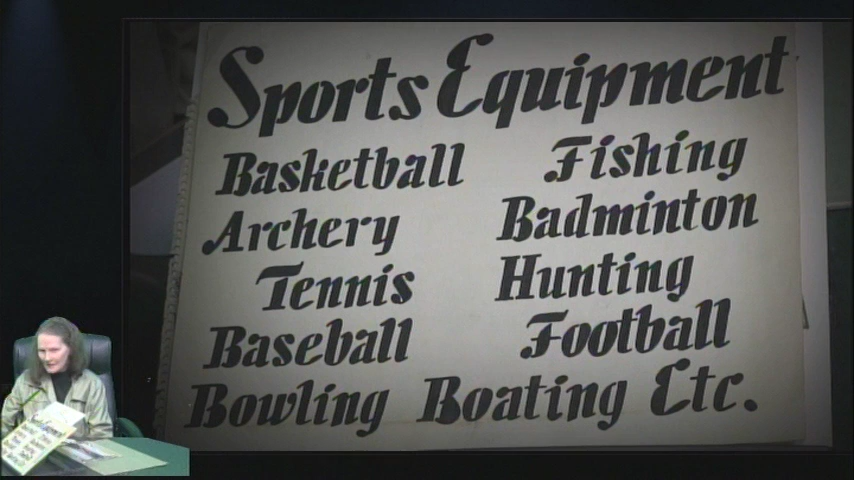 Sports Equipment
Basketball Fishing
Archery Badminton
Tennis Hunting
Baseball Football
Bowling Boating Etc.